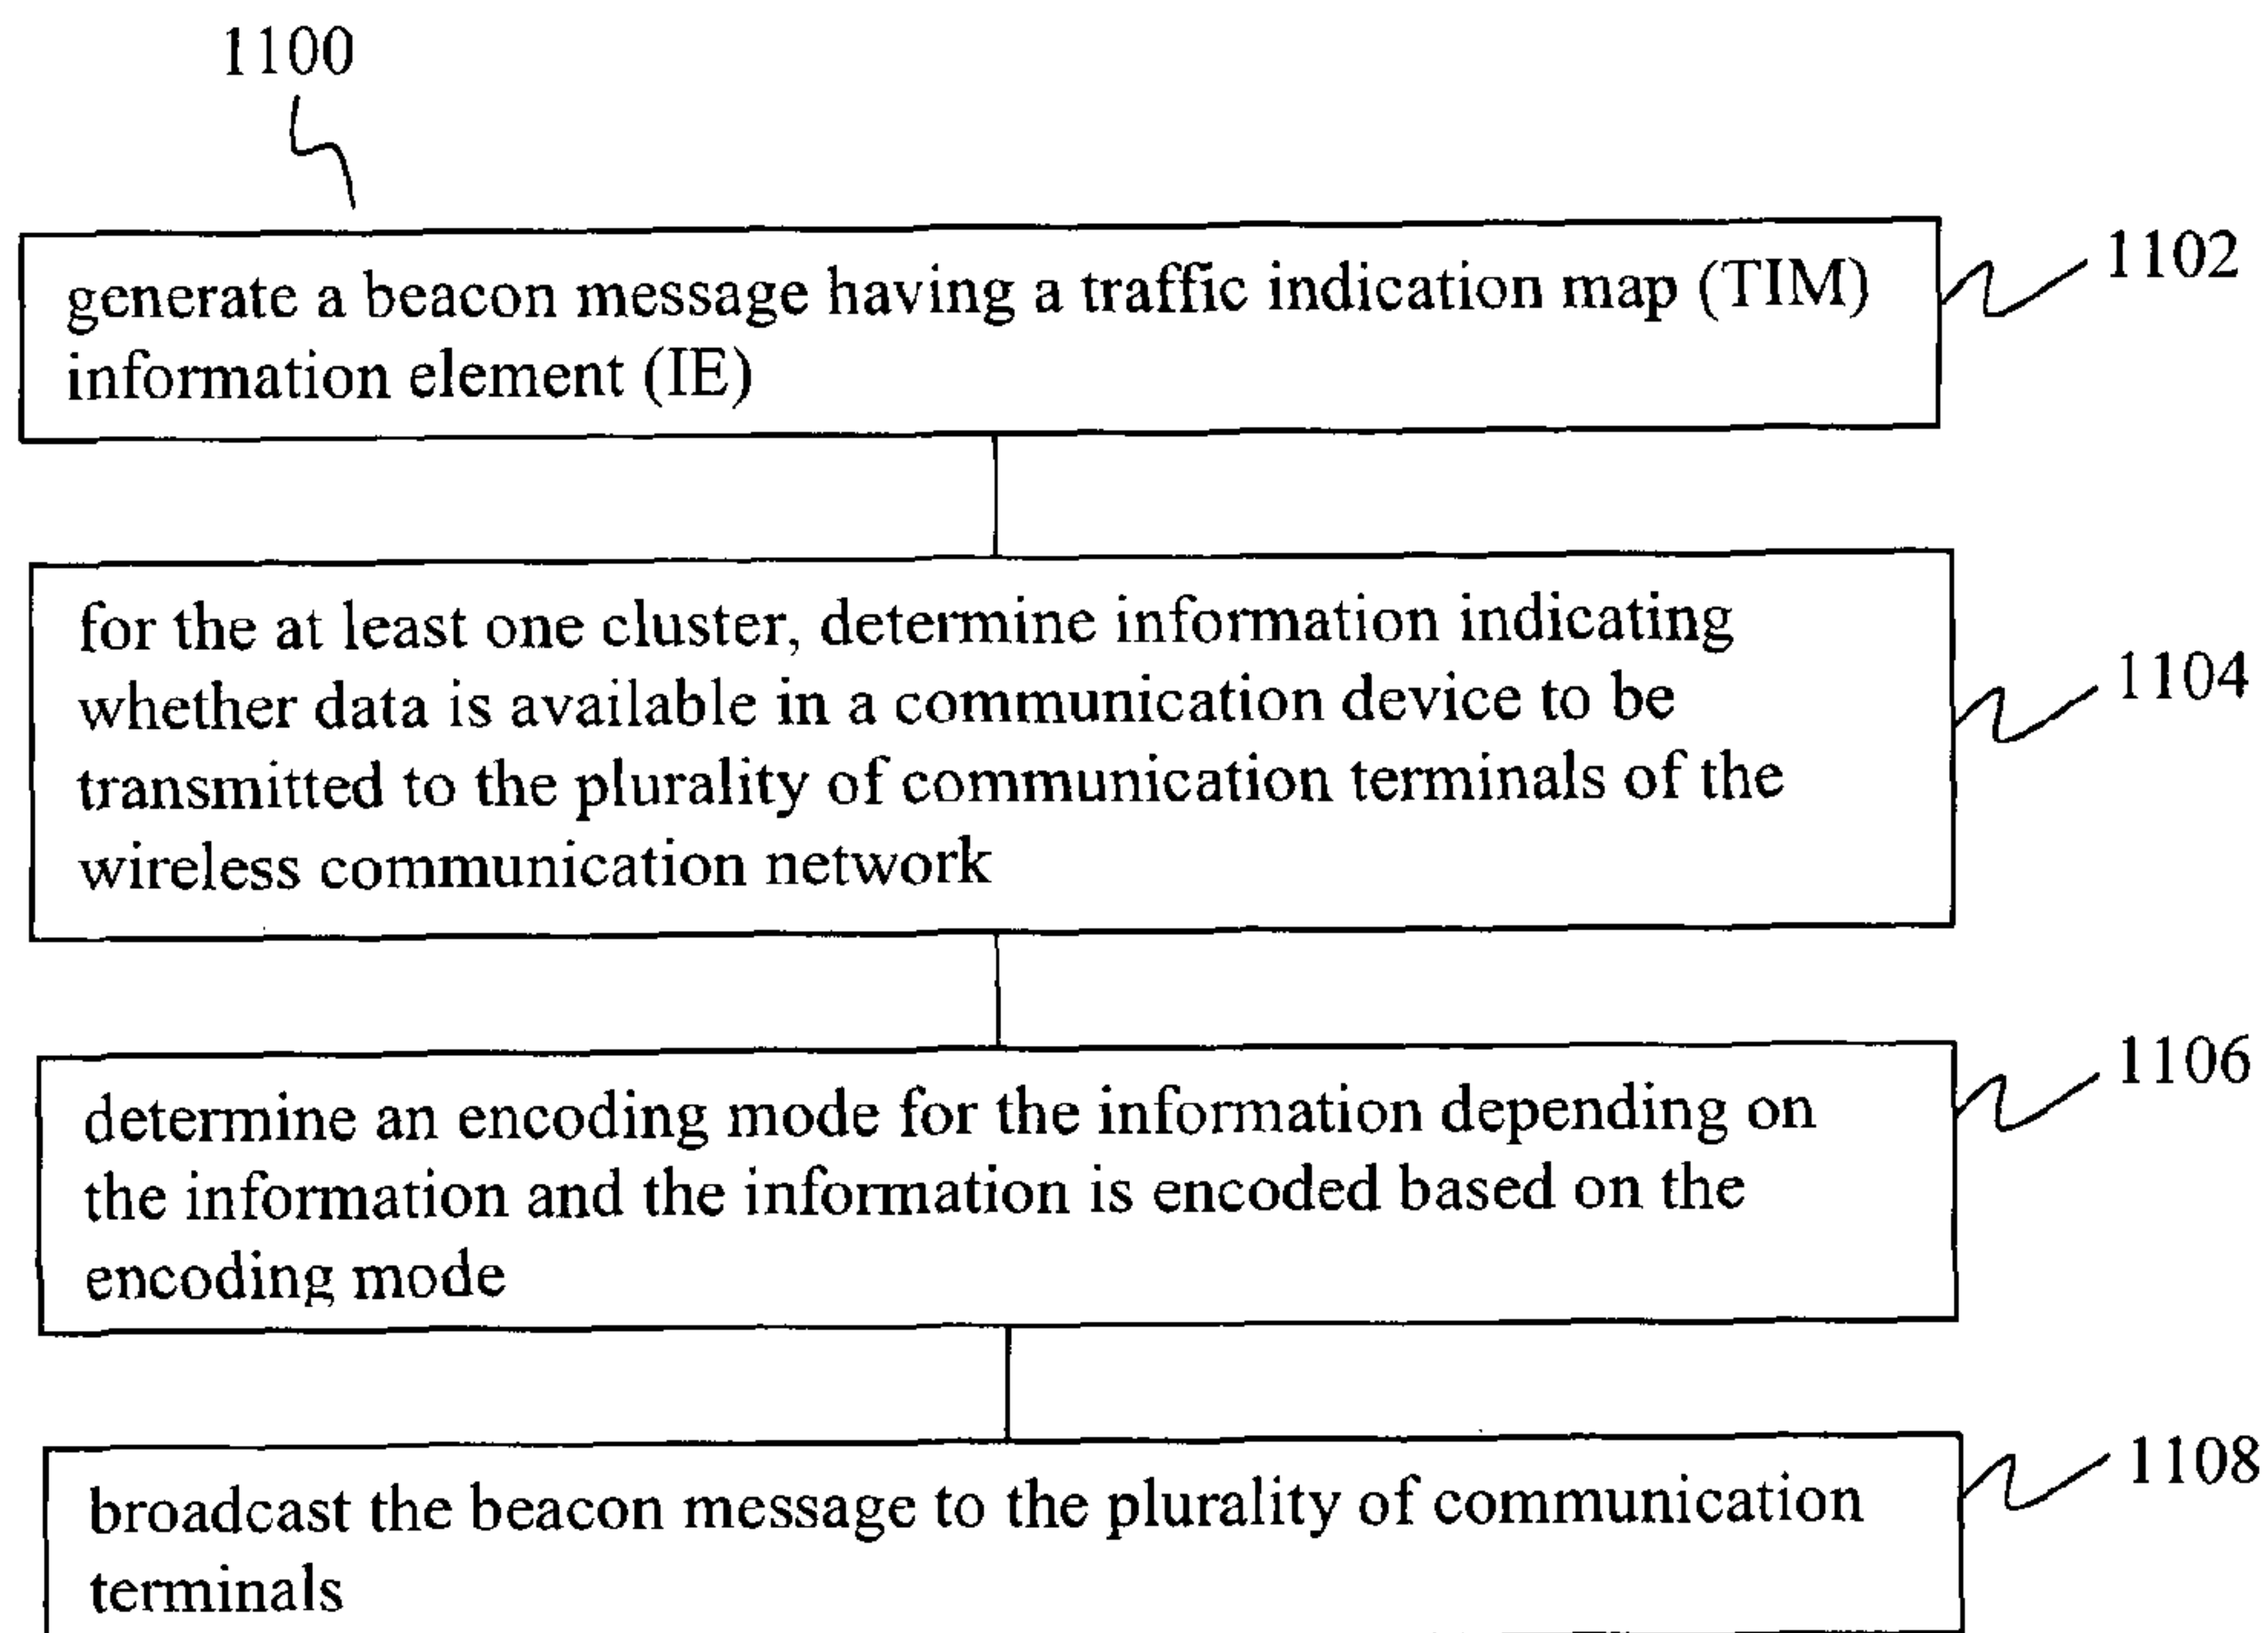 1100
generate a beacon message having a traffic indication map (TIM)
information element (IE)
1102
for the at least one cluster, determine information indicating
whether data is available in a communication device to be
transmitted to the plurality of communication terminals of the
wireless communication network
1104
determine an encoding mode for the information depending on
the information and the information is encoded based on the
encoding mode
1106
broadcast the beacon message to the plurality of communication
terminals
1108